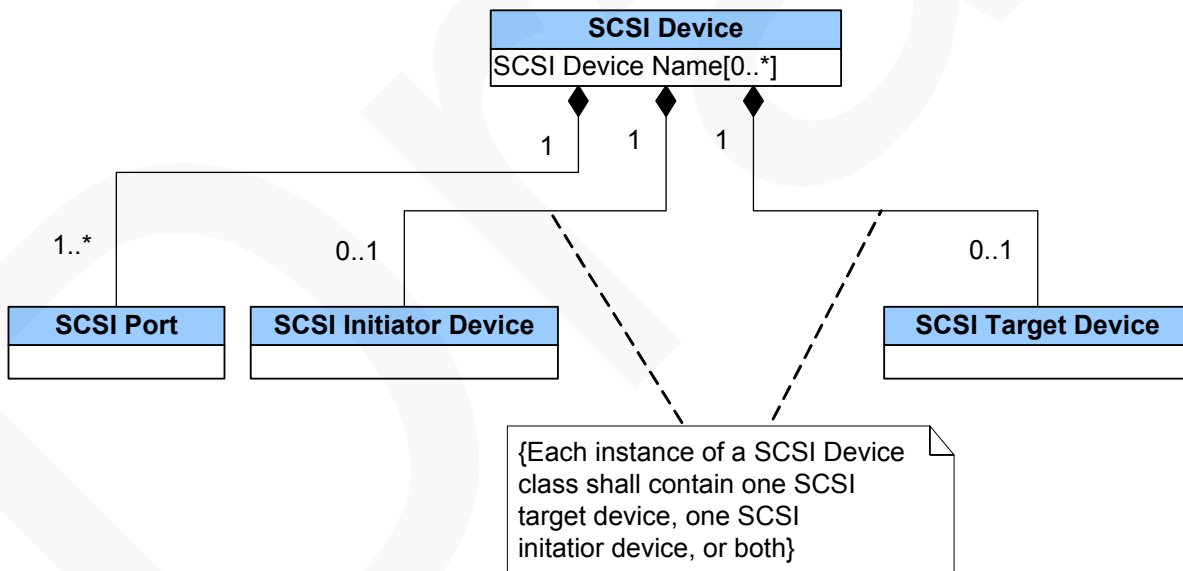 SCSI Device
SCSI Device Name[0..*]
1
1
1
1..*
0..1
0..1
SCSI Port
SCSI Initiator Device
SCSI Target Device
{Each instance of a SCSI Device
class shall contain one SCSI
target device, one SCSI
initatior device, or both}